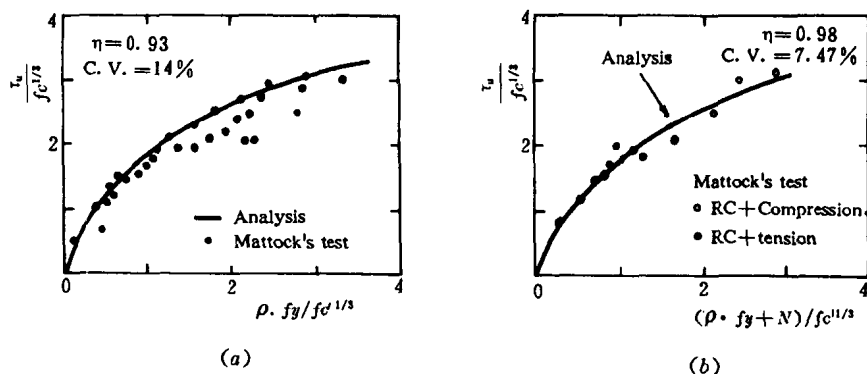 4
η=0.93
C. V. =14%
τu
fc^1/3
2
Analysis
Mattock's test
0
0
2
4
ρ. fy/fc'^1/3
(a)
4
η=0.98
C. V. =7.47%
Analysis
τu
fc^1/3
2
Mattock's test
RC+Compression
RC+tension
0
0
2
4
(ρ· fy+N)/fc'^1/3
(b)